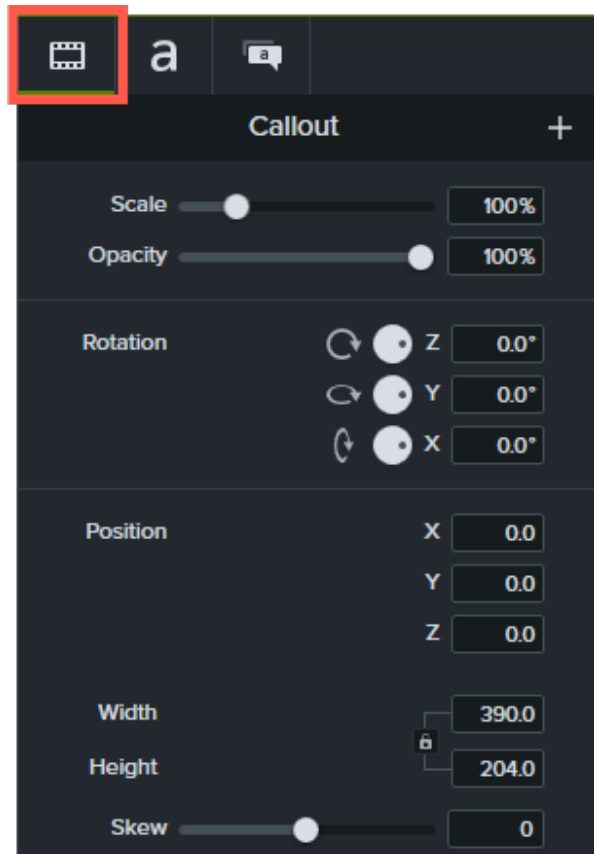 a a
Callout +
Scale 100%
Opacity 100%
Rotation Z 0.0°
Y 0.0°
X 0.0°
Position X 0.0
Y 0.0
Z 0.0
Width 390.0
Height 204.0
Skew 0